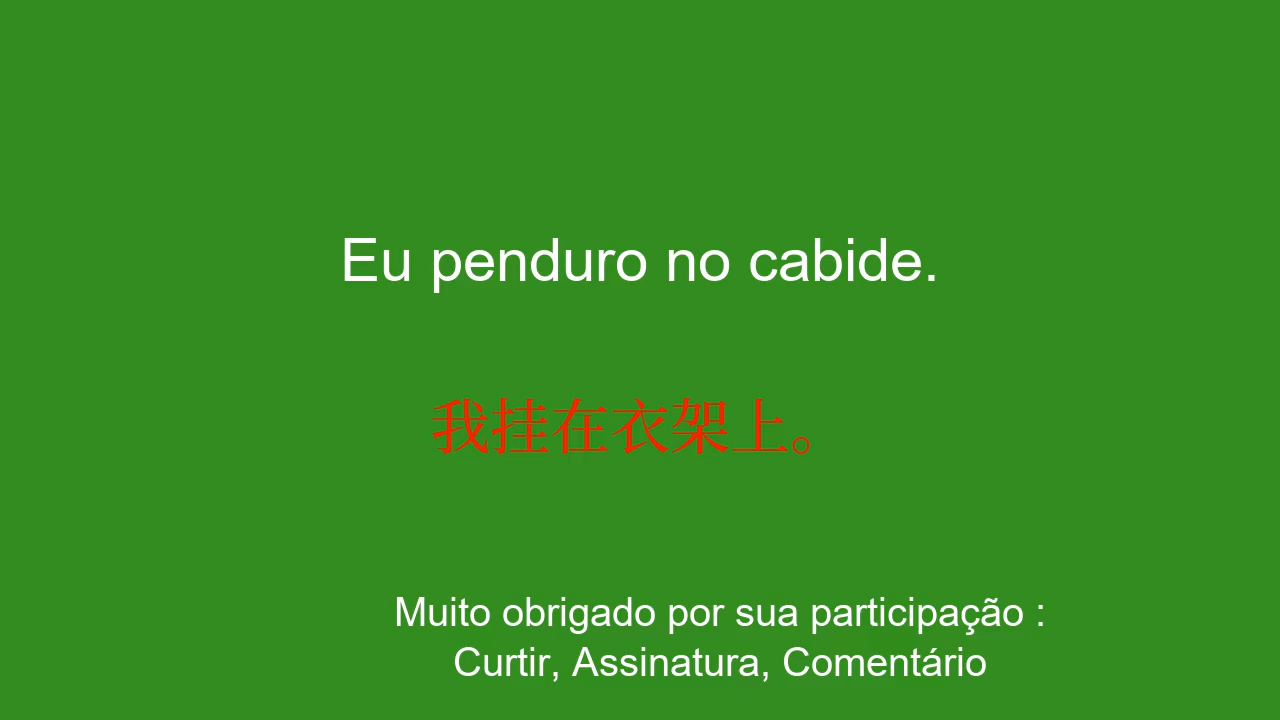 Eu penduro no cabide.
我挂在衣架上。
Muito obrigado por sua participação :
Curtir, Assinatura, Comentário